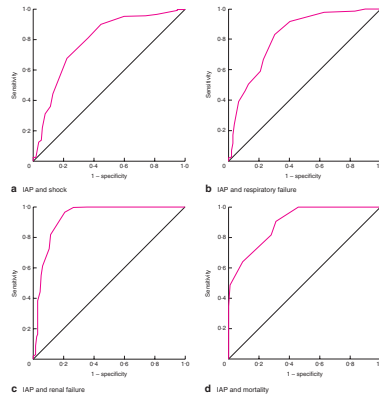 1·0
1·0
0·8
0·8
0·6
0·6
Sensitivity
Sensitivity
0·4
0·4
0·2
0·2
0 0·2 0·4 0·6 0·8 1·0
0 0·2 0·4 0·6 0·8 1·0
1 – specificity
1 – specificity
a IAP and shock
b IAP and respiratory failure
1·0
1·0
0·8
0·8
0·6
0·6
Sensitivity
Sensitivity
0·4
0·4
0·2
0·2
0 0·2 0·4 0·6 0·8 1·0
0 0·2 0·4 0·6 0·8 1·0
1 – specificity
1 – specificity
c IAP and renal failure
d IAP and mortality